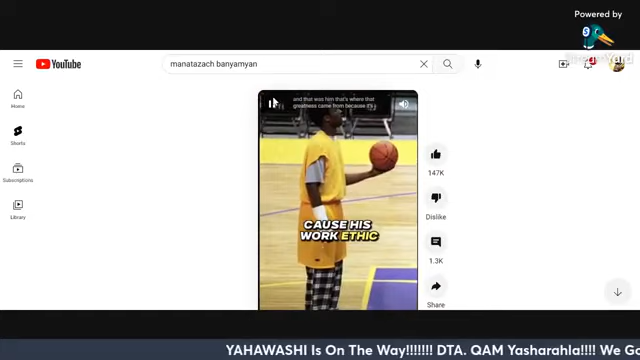 Powered by
StreamYard
YouTube
manatazach banyamyan
Home
Shorts
Subscriptions
Library
and that was him that's where that
greatness came from because it's
CAUSE HIS
WORK ETHIC
147K
Dislike
1.3K
Share
YAHAWASHI Is On The Way!!!!!!! DTA. QAM Yasharahla!!!! We Go